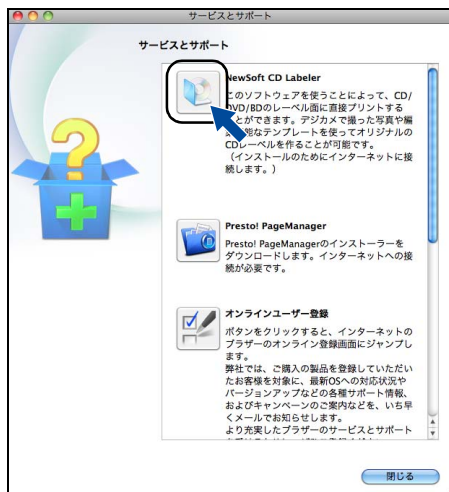 サービスとサポート
サービスとサポート
NewSoft CD Labeler
このソフトウェアを使うことによって、CD/
DVD/BDのレーベル面に直接プリントする
とができます。デジカメで撮った写真や編
能なテンプレートを使ってオリジナルの
CDレーベルを作ることが可能です。
(インストールのためにインターネットに接
続します。)
Presto! PageManager
Presto! PageManagerのインストーラーを
ダウンロードします。インターネットへの接
続が必要です。
オンラインユーザー登録
ボタンをクリックすると、インターネットの
ブラザーのオンライン登録画面にジャンプし
ます。
弊社では、ご購入の製品を登録していただい
たお客様を対象に、最新OSへの対応状況や
バージョンアップなどの各種サポート情報、
およびキャンペーンのご案内などを、いち早
くメールでお知らせします。
より充実したブラザーのサービスとサポート
閉じる